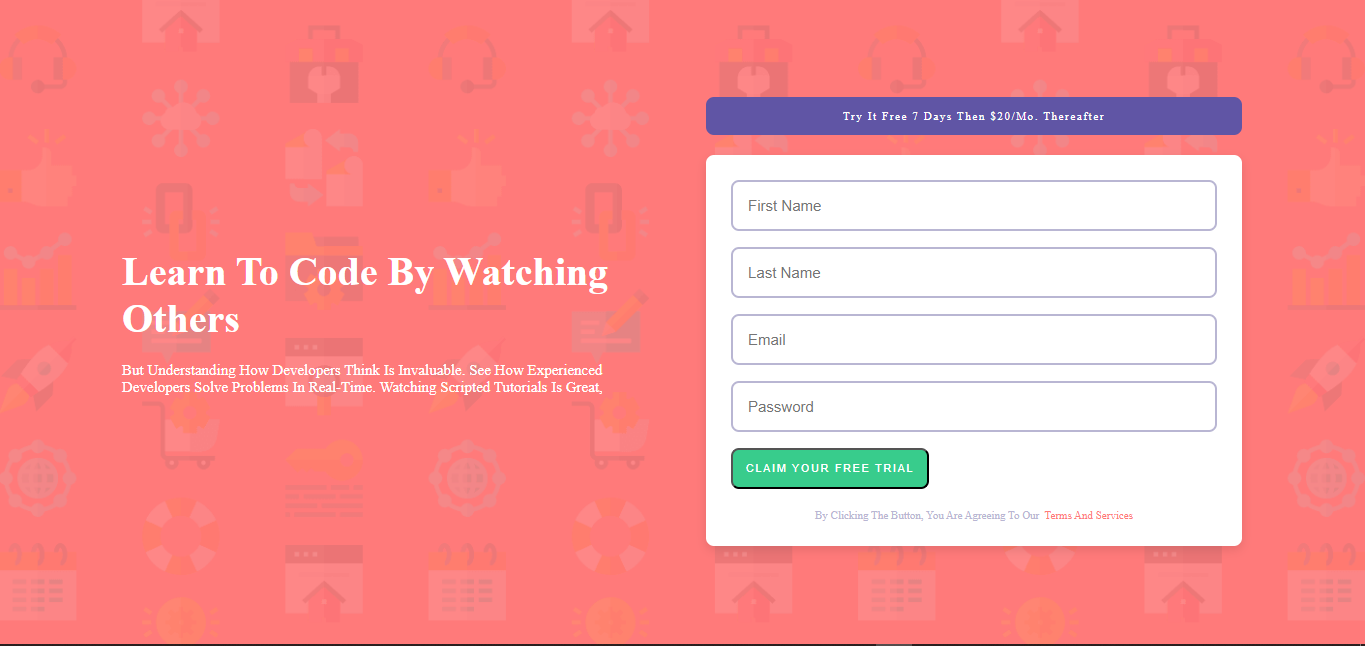 Learn To Code By Watching
Others
But Understanding How Developers Think Is Invaluable. See How Experienced
Developers Solve Problems In Real-Time. Watching Scripted Tutorials Is Great,
Try It Free 7 Days Then $20/Mo. Thereafter
First Name
Last Name
Email
Password
CLAIM YOUR FREE TRIAL
By Clicking The Button, You Are Agreeing To Our Terms And Services